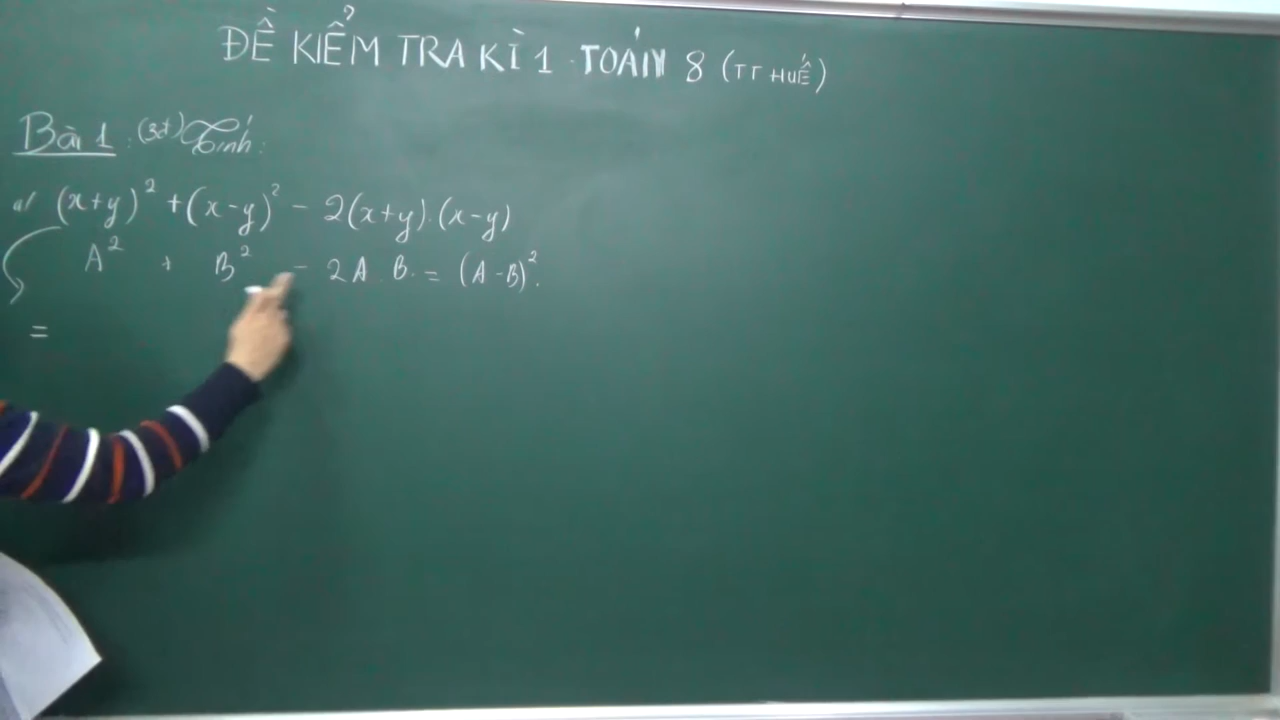 ĐỀ KIỂM TRA KÌ 1 . TOÁN 8 (TT HUẾ)
Bài 1 : (3đ) Tính :
a/ (x+y)² + (x-y)² - 2(x+y).(x-y)
A² + B² - 2A . B. = (A-B)².
=